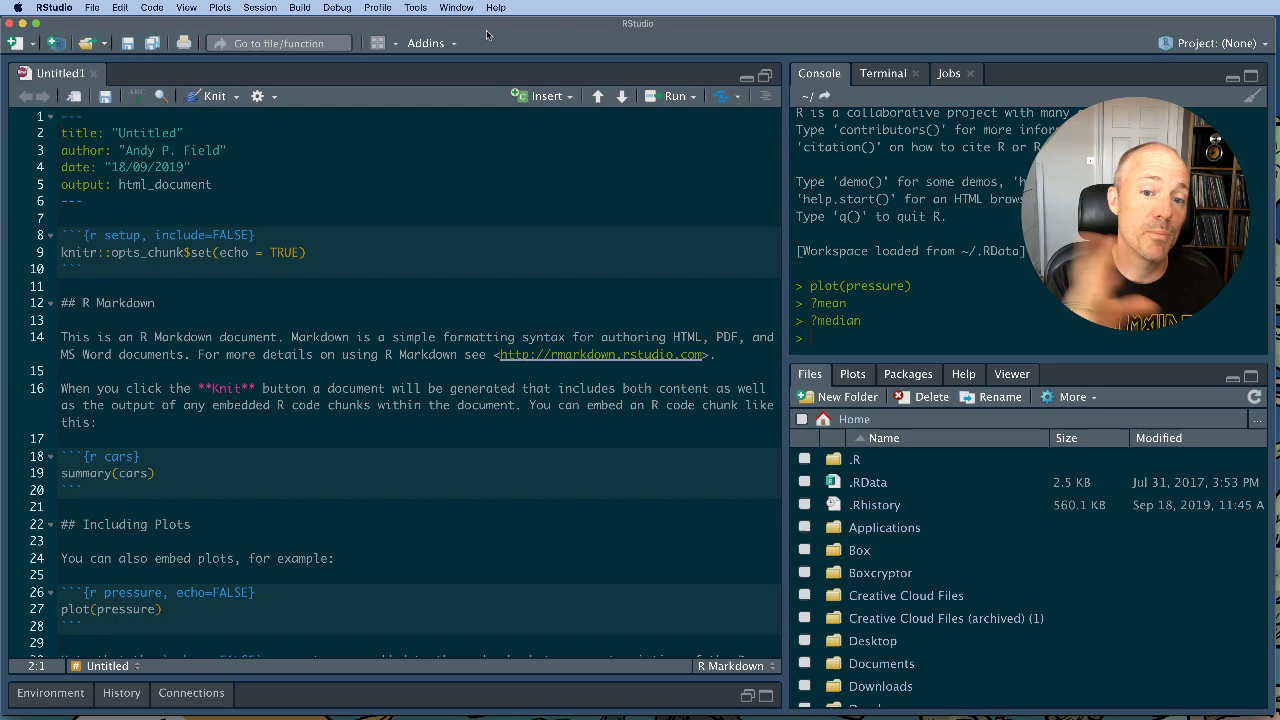 RStudio File Edit Code View Plots Session Build Debug Profile Tools Window Help
RStudio
Go to file/function Addins Project: (None)
Untitled1
ABC Knit Insert Run
1 ---
2 title: "Untitled"
3 author: "Andy P. Field"
4 date: "18/09/2019"
5 output: html_document
6 ---
7
8 ```{r setup, include=FALSE}
9 knitr::opts_chunk$set(echo = TRUE)
10 ```
11
12 ## R Markdown
13
14 This is an R Markdown document. Markdown is a simple formatting syntax for authoring HTML, PDF, and
MS Word documents. For more details on using R Markdown see <http://rmarkdown.rstudio.com>.
15
16 When you click the **Knit** button a document will be generated that includes both content as well
as the output of any embedded R code chunks within the document. You can embed an R code chunk like
this:
17
18 ```{r cars}
19 summary(cars)
20 ```
21
22 ## Including Plots
23
24 You can also embed plots, for example:
25
26 ```{r pressure, echo=FALSE}
27 plot(pressure)
28 ```
29
2:1 # Untitled R Markdown
Environment History Connections
Console Terminal Jobs
~/
R is a collaborative project with many
Type 'contributors()' for more
'citation()' on how to cite R or R
Type 'demo()' for some demos,
'help.start()' for an HTML
Type 'q()' to quit R.
[Workspace loaded from ~/.RData]
> plot(pressure)
> ?mean
> ?median
>
Files Plots Packages Help Viewer
New Folder Delete Rename More
Home ...
Name Size Modified
.R
.RData 2.5 KB Jul 31, 2017, 3:53 PM
.Rhistory 560.1 KB Sep 18, 2019, 11:45 A
Applications
Box
Boxcryptor
Creative Cloud Files
Creative Cloud Files (archived) (1)
Desktop
Documents
Downloads